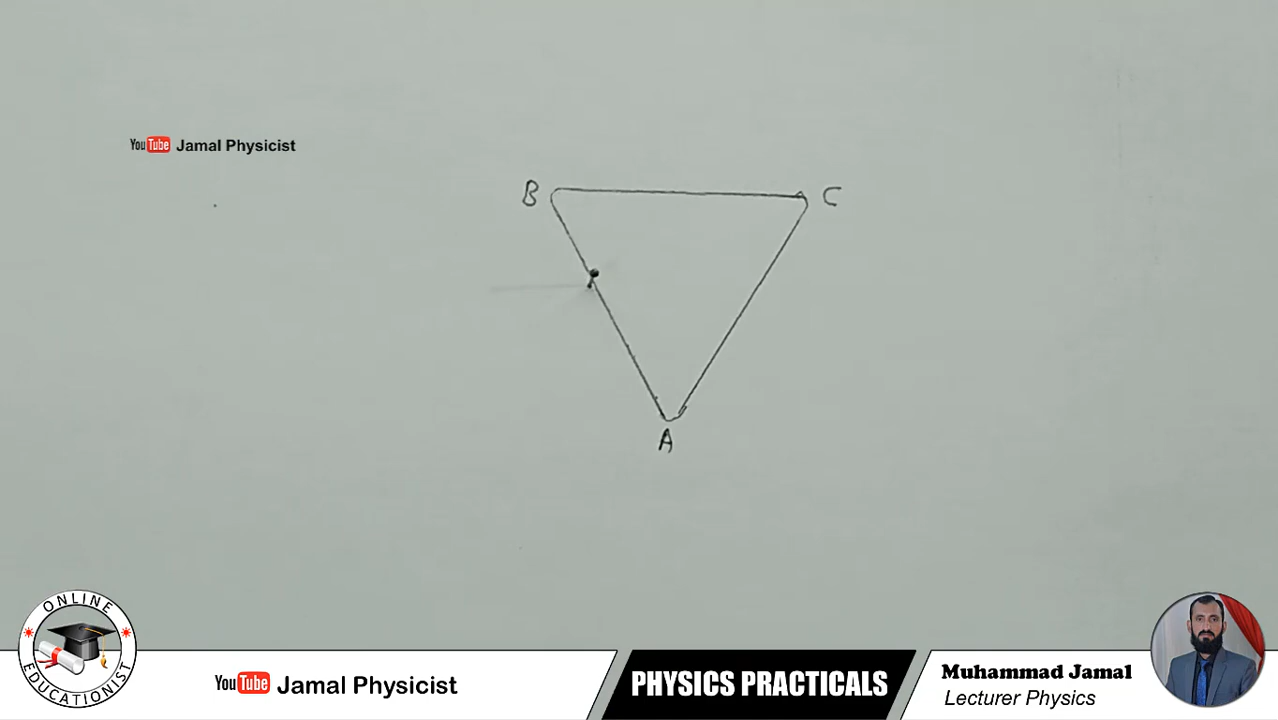 YouTube Jamal Physicist
B
C
A
ONLINE
EDUCATIONIST
YouTube Jamal Physicist
PHYSICS PRACTICALS
Muhammad Jamal
Lecturer Physics